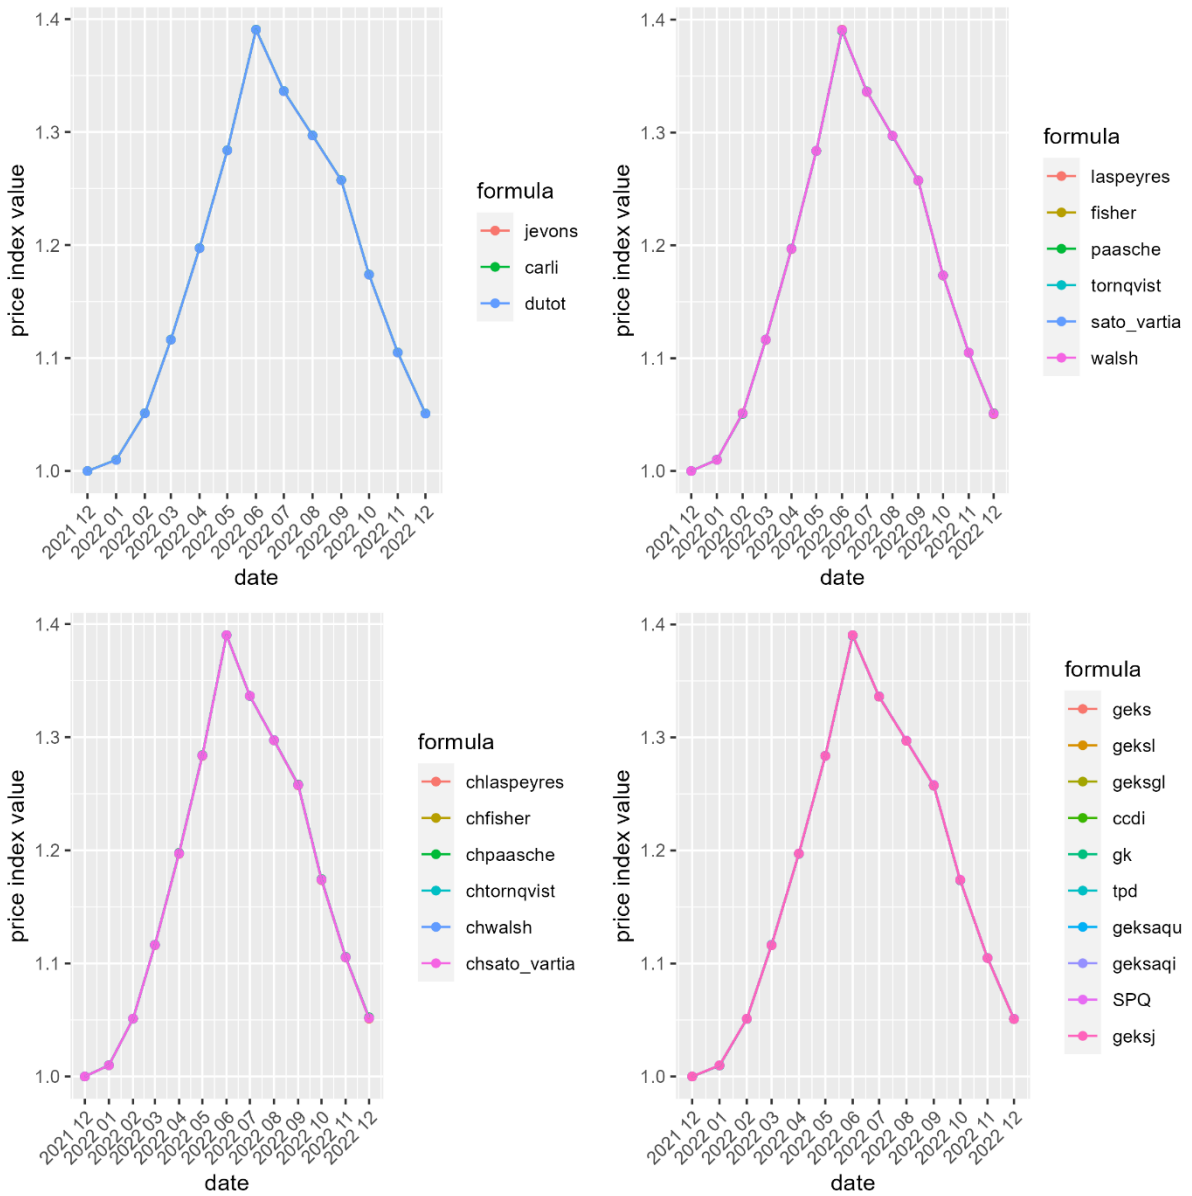 price index value
1.4
1.3
1.2
1.1
1.0
2021 12
2022 01
2022 02
2022 03
2022 04
2022 05
2022 06
2022 07
2022 08
2022 09
2022 10
2022 11
2022 12
date
formula
jevons
carli
dutot
price index value
1.4
1.3
1.2
1.1
1.0
2021 12
2022 01
2022 02
2022 03
2022 04
2022 05
2022 06
2022 07
2022 08
2022 09
2022 10
2022 11
2022 12
date
formula
laspeyres
fisher
paasche
tornqvist
sato_vartia
walsh
price index value
1.4
1.3
1.2
1.1
1.0
2021 12
2022 01
2022 02
2022 03
2022 04
2022 05
2022 06
2022 07
2022 08
2022 09
2022 10
2022 11
2022 12
date
formula
chlaspeyres
chfisher
chpaasche
chtornqvist
chwalsh
chsato_vartia
price index value
1.4
1.3
1.2
1.1
1.0
2021 12
2022 01
2022 02
2022 03
2022 04
2022 05
2022 06
2022 07
2022 08
2022 09
2022 10
2022 11
2022 12
date
formula
geks
geksl
geksgl
ccdi
gk
tpd
geksaqu
geksaqi
SPQ
geksj